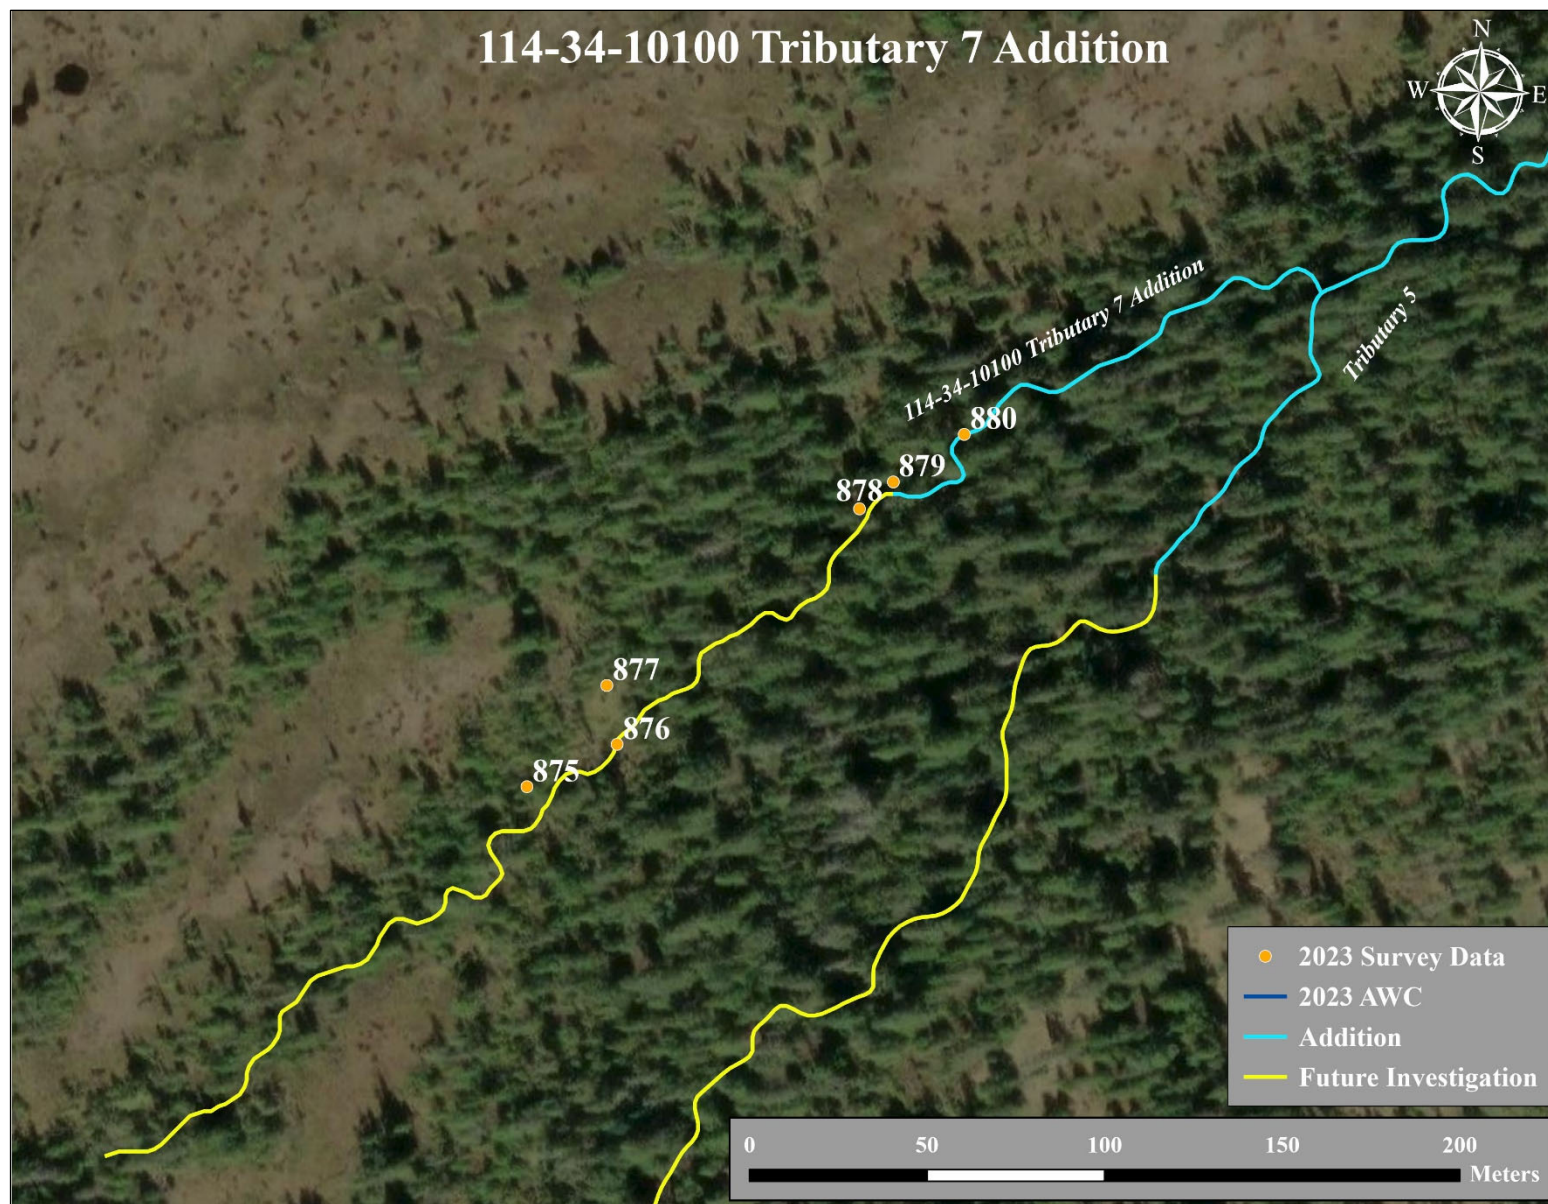 114-34-10100 Tributary 7 Addition
N
W E
S
114-34-10100 Tributary 7 Addition
Tributary 5
880
879
878
877
876
875
2023 Survey Data
2023 AWC
Addition
Future Investigation
0 50 100 150 200
Meters